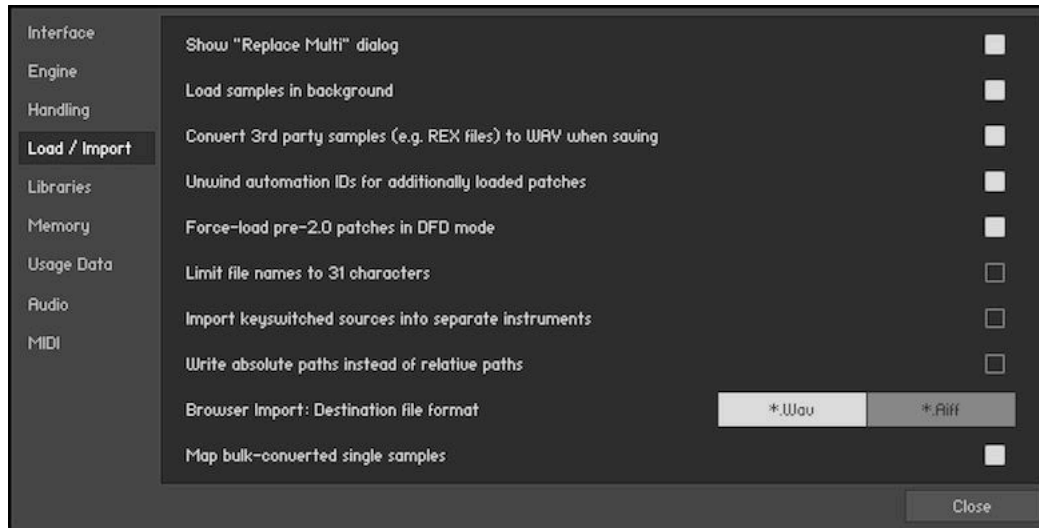 Interface
Engine
Handling
Load / Import
Libraries
Memory
Usage Data
Audio
MIDI
Show "Replace Multi" dialog
Load samples in background
Convert 3rd party samples (e.g. REX files) to WAV when saving
Unwind automation IDs for additionally loaded patches
Force-load pre-2.0 patches in DFD mode
Limit file names to 31 characters
Import keyswitched sources into separate instruments
Write absolute paths instead of relative paths
Browser Import: Destination file format
*.Wav
*.Aiff
Map bulk-converted single samples
Close